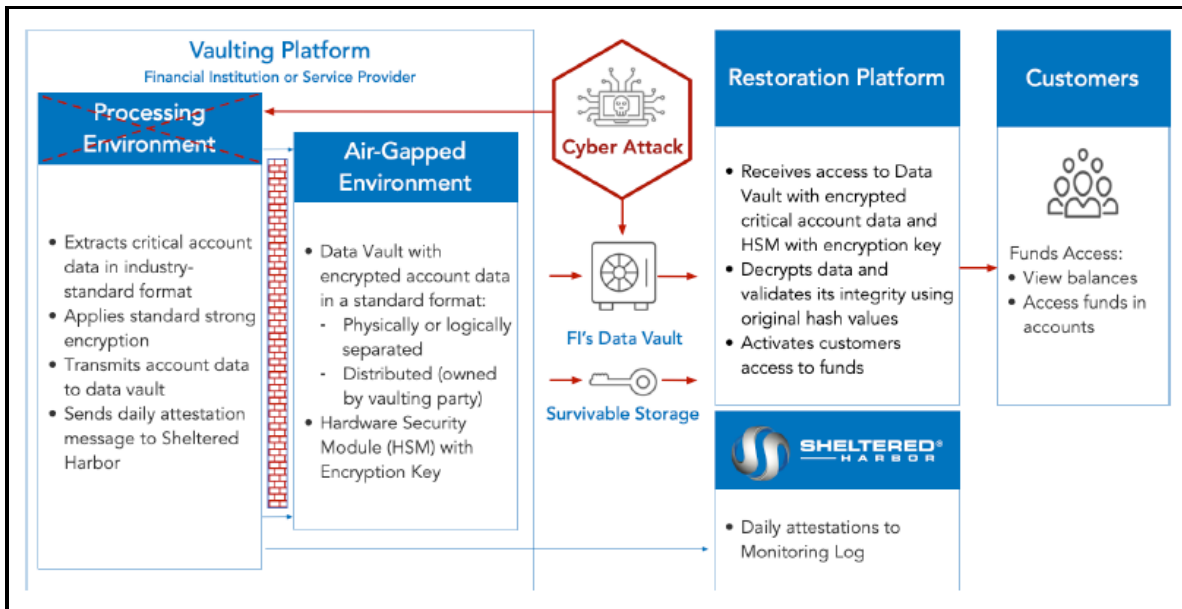 Vaulting Platform
Financial Institution or Service Provider
Processing
Environment
• Extracts critical account
data in industry-
standard format
• Applies standard strong
encryption
• Transmits account data
to data vault
• Sends daily attestation
message to Sheltered
Harbor
Air-Gapped
Environment
• Data Vault with
encrypted account data
in a standard format:
- Physically or logically
separated
- Distributed (owned
by vaulting party)
• Hardware Security
Module (HSM) with
Encryption Key
Cyber Attack
FI's Data Vault
Survivable Storage
Restoration Platform
• Receives access to Data
Vault with encrypted
critical account data and
HSM with encryption key
• Decrypts data and
validates its integrity using
original hash values
• Activates customers
access to funds
SHELTERED®
HARBOR
• Daily attestations to
Monitoring Log
Customers
Funds Access:
• View balances
• Access funds in
accounts